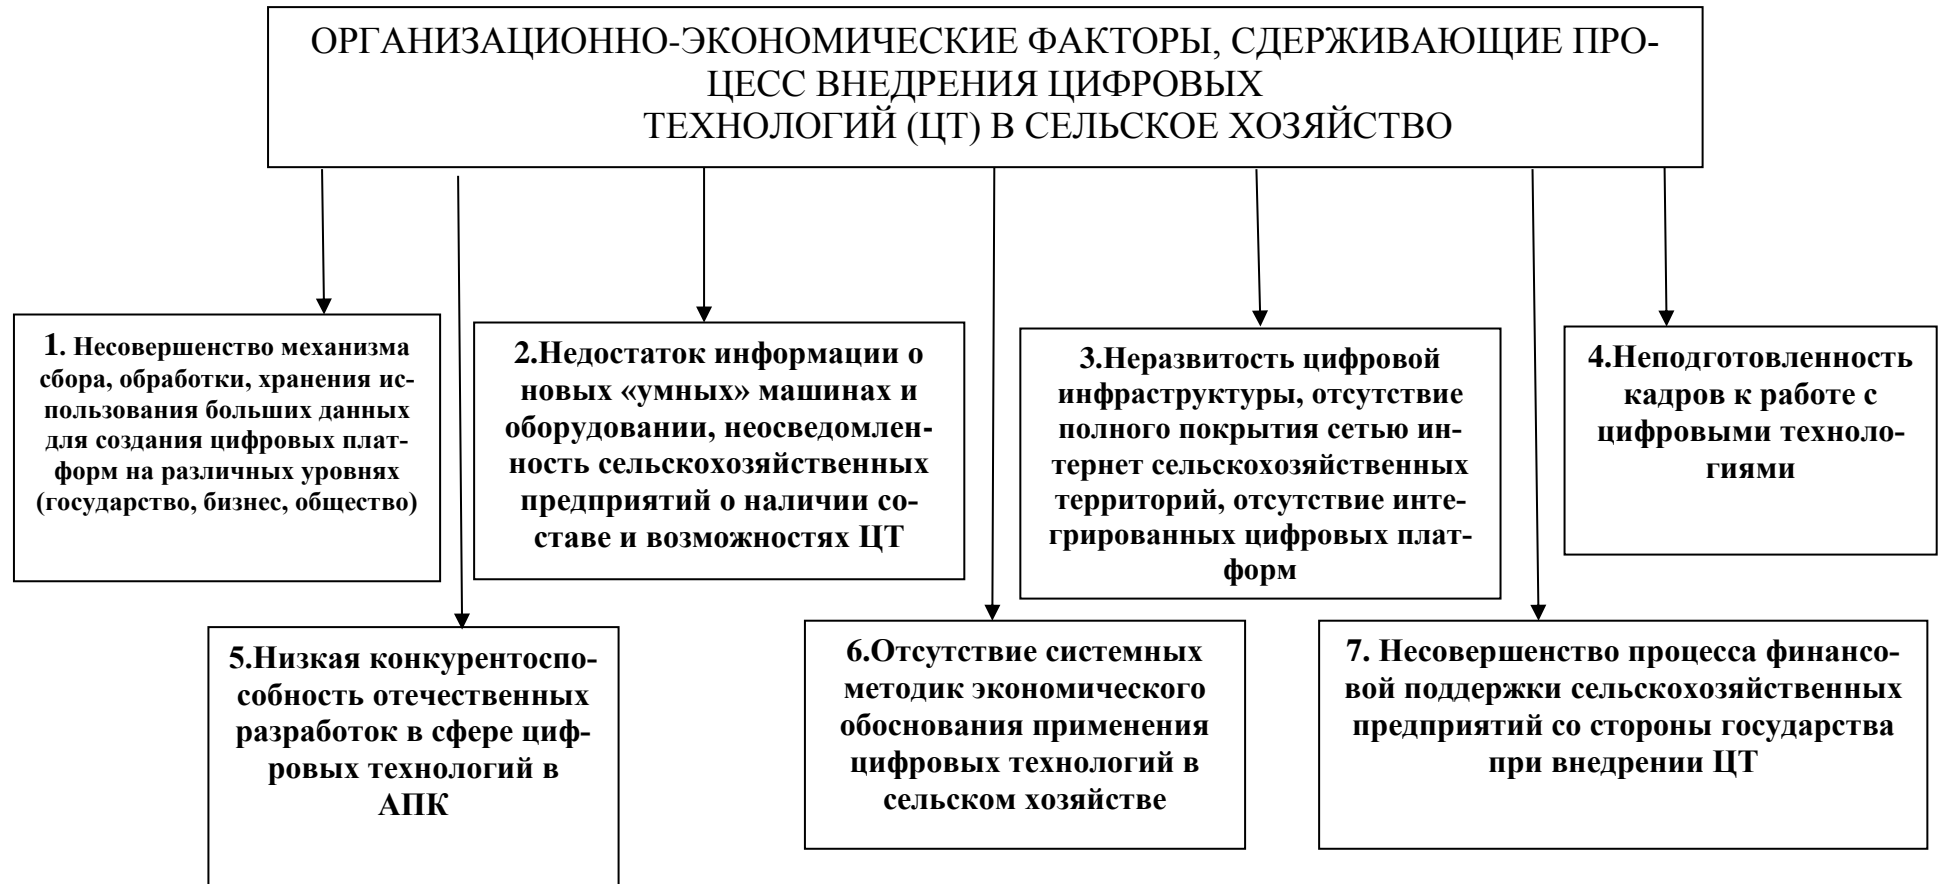 ОРГАНИЗАЦИОННО-ЭКОНОМИЧЕСКИЕ ФАКТОРЫ, СДЕРЖИВАЮЩИЕ ПРО-
ЦЕСС ВНЕДРЕНИЯ ЦИФРОВЫХ
ТЕХНОЛОГИЙ (ЦТ) В СЕЛЬСКОЕ ХОЗЯЙСТВО
1. Несовершенство механизма
сбора, обработки, хранения ис-
пользования больших данных
для создания цифровых плат-
форм на различных уровнях
(государство, бизнес, общество)
2.Недостаток информации о
новых «умных» машинах и
оборудовании, неосведомлен-
ность сельскохозяйственных
предприятий о наличии со-
ставе и возможностях ЦТ
3.Неразвитость цифровой
инфраструктуры, отсутствие
полного покрытия сетью ин-
тернет сельскохозяйственных
территорий, отсутствие инте-
грированных цифровых плат-
форм
4.Неподготовленность
кадров к работе с
цифровыми техноло-
гиями
5.Низкая конкурентоспо-
собность отечественных
разработок в сфере циф-
ровых технологий в
АПК
6.Отсутствие системных
методик экономического
обоснования применения
цифровых технологий в
сельском хозяйстве
7. Несовершенство процесса финансо-
вой поддержки сельскохозяйственных
предприятий со стороны государства
при внедрении ЦТ